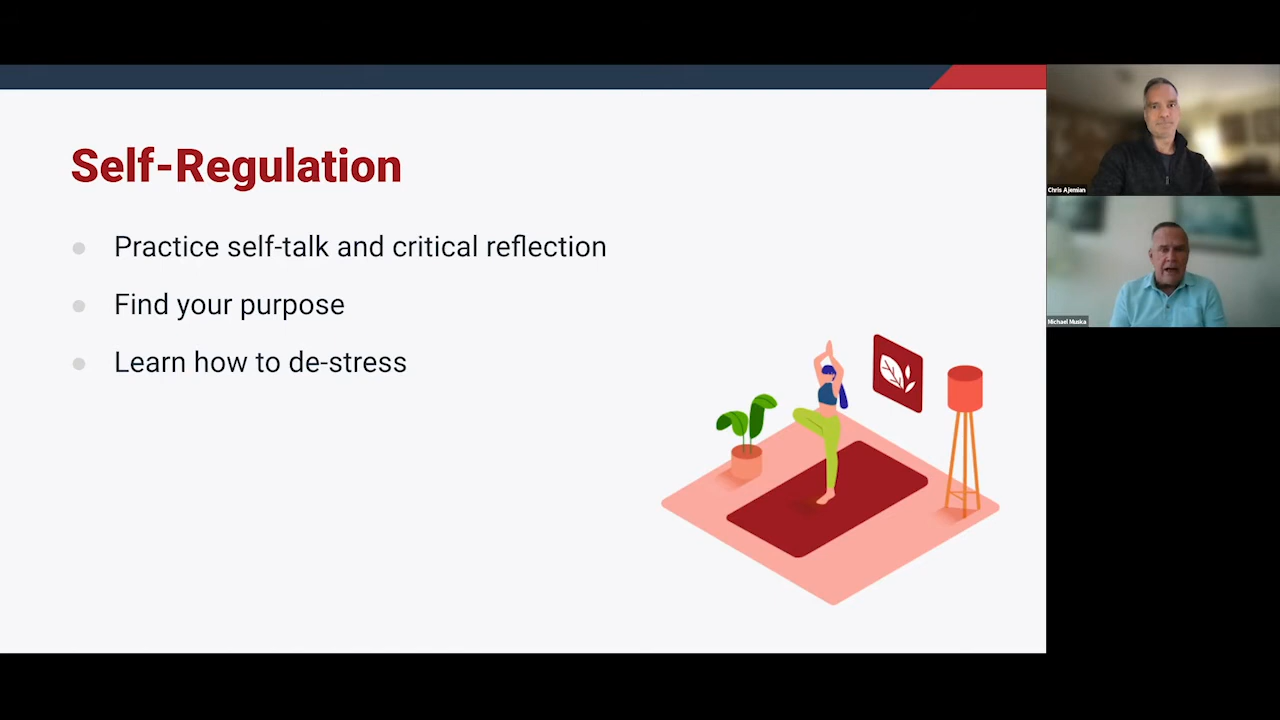 Self-Regulation
Practice self-talk and critical reflection
Find your purpose
Learn how to de-stress
Chris Ajemian
Michael Muska